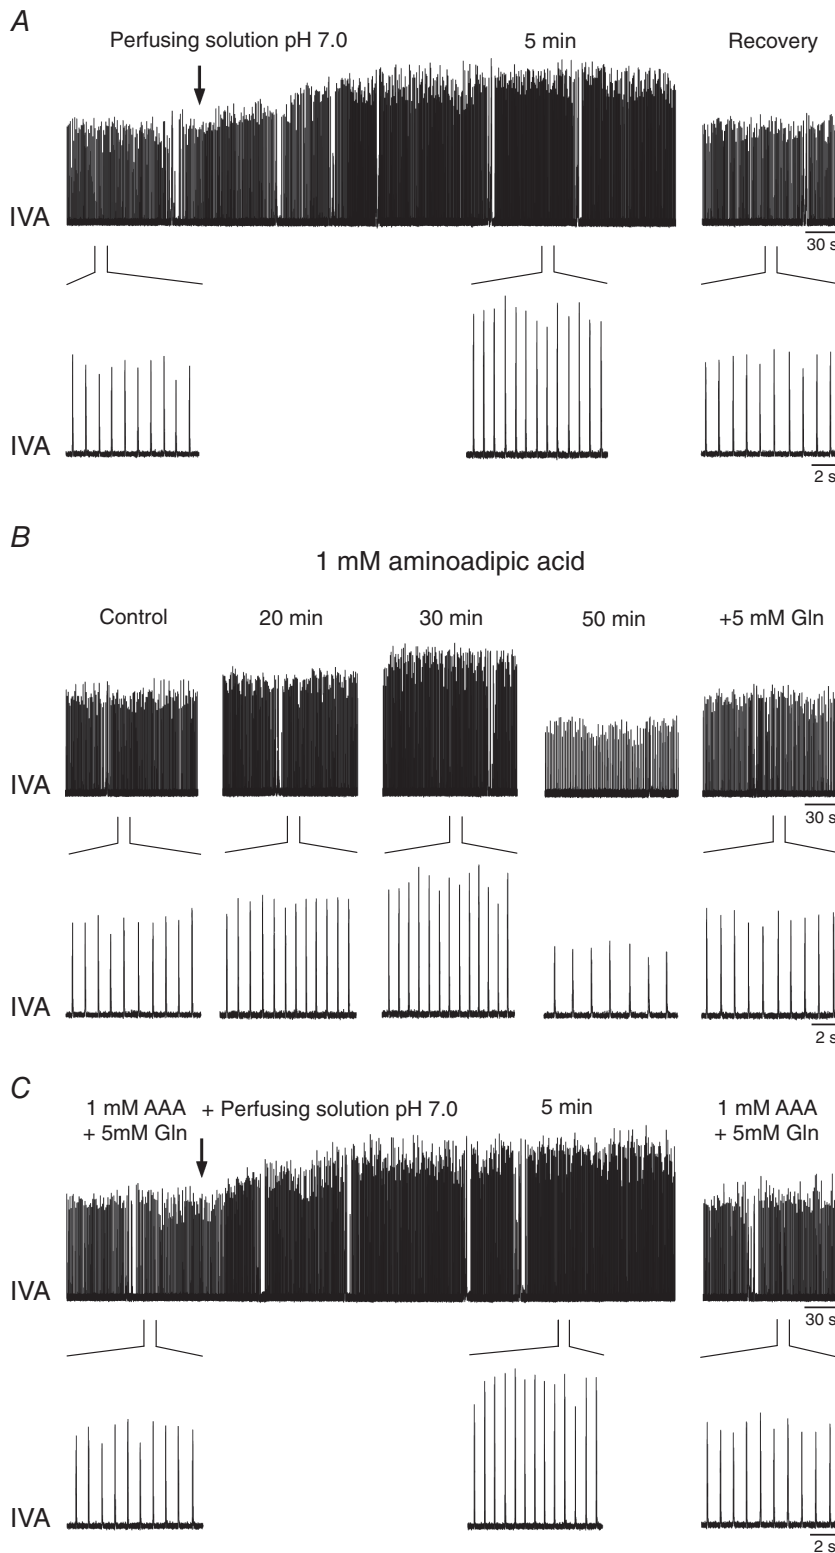 A
Perfusing solution pH 7.0 5 min Recovery
IVA
30 s
IVA
2 s
B
1 mM aminoadipic acid
Control 20 min 30 min 50 min +5 mM Gln
IVA
30 s
IVA
2 s
C
1 mM AAA + Perfusing solution pH 7.0 5 min 1 mM AAA
+ 5mM Gln + 5mM Gln
IVA
30 s
IVA
2 s